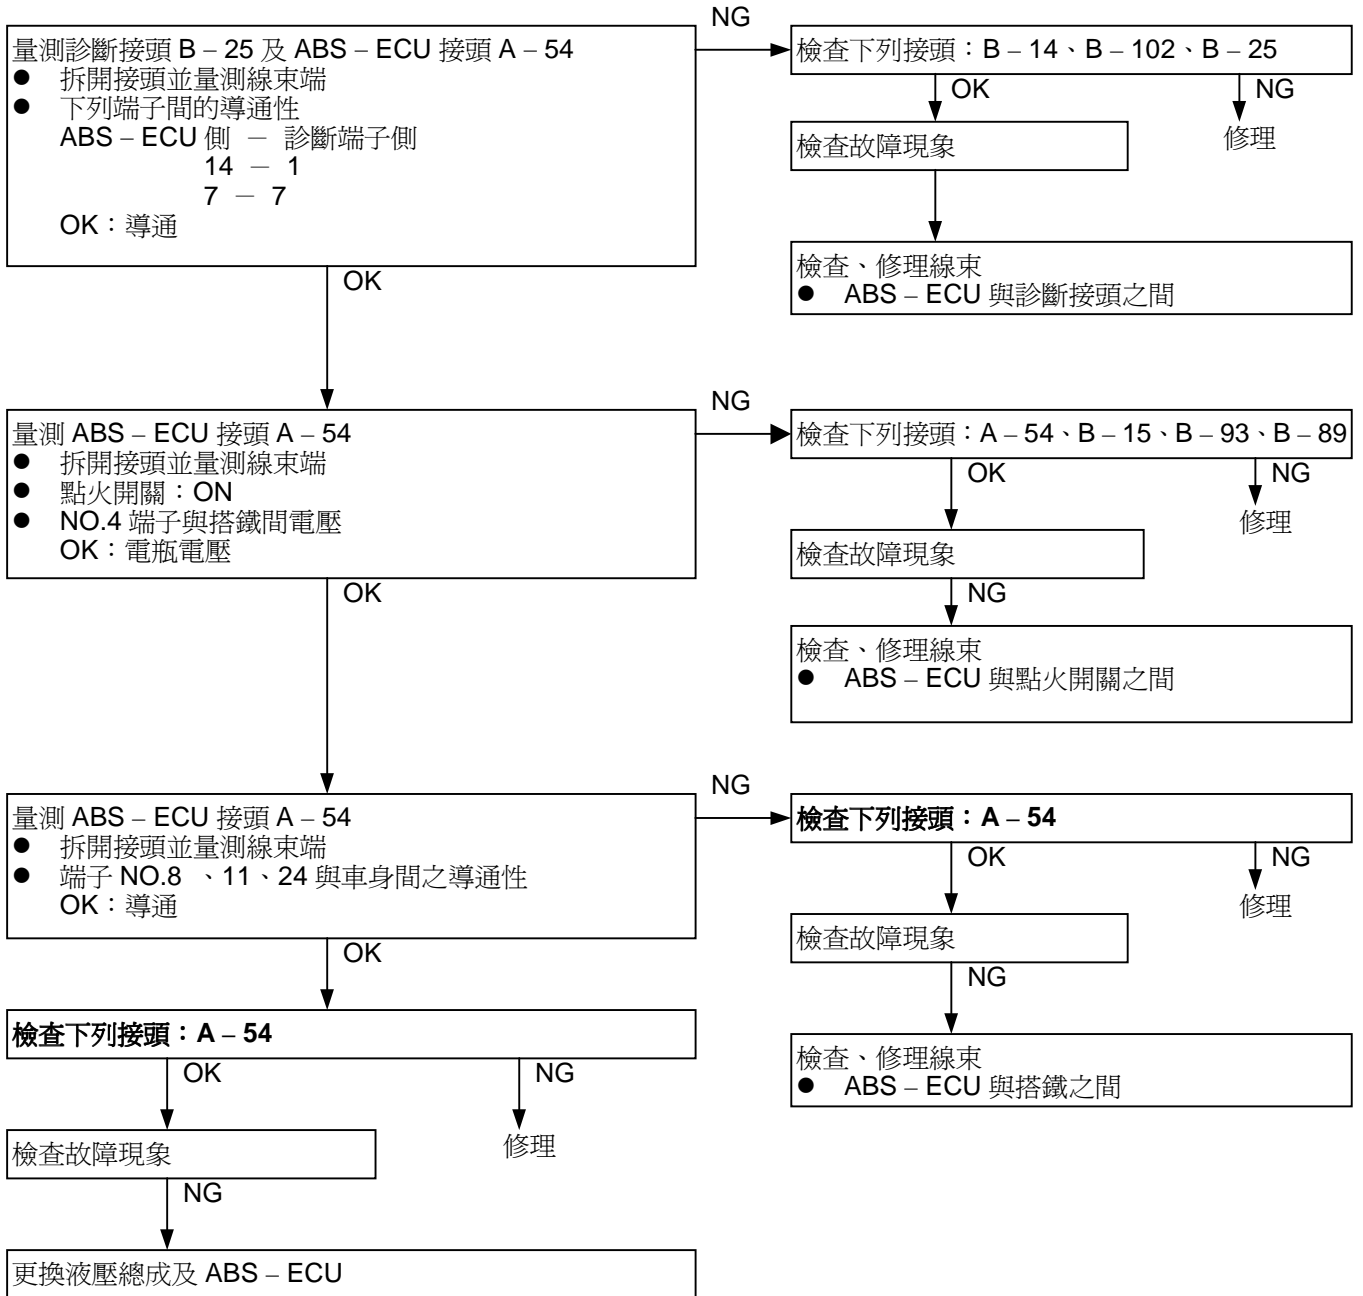 NG
量測診斷接頭 B – 25 及 ABS – ECU 接頭 A – 54
● 拆開接頭並量測線束端
● 下列端子間的導通性
ABS – ECU 側 － 診斷端子側
14 － 1
7 － 7
OK：導通
檢查下列接頭：B – 14、B – 102、B – 25
OK
NG
檢查故障現象
修理
檢查、修理線束
● ABS – ECU 與診斷接頭之間
OK
NG
量測 ABS – ECU 接頭 A – 54
● 拆開接頭並量測線束端
● 點火開關：ON
● NO.4 端子與搭鐵間電壓
OK：電瓶電壓
檢查下列接頭：A – 54、B – 15、B – 93、B – 89
OK
NG
檢查故障現象
修理
NG
檢查、修理線束
● ABS – ECU 與點火開關之間
OK
NG
量測 ABS – ECU 接頭 A – 54
● 拆開接頭並量測線束端
● 端子 NO.8 、11、24 與車身間之導通性
OK：導通
檢查下列接頭：A – 54
OK
NG
檢查故障現象
修理
NG
檢查、修理線束
● ABS – ECU 與搭鐵之間
OK
檢查下列接頭：A – 54
OK
NG
檢查故障現象
修理
NG
更換液壓總成及 ABS – ECU